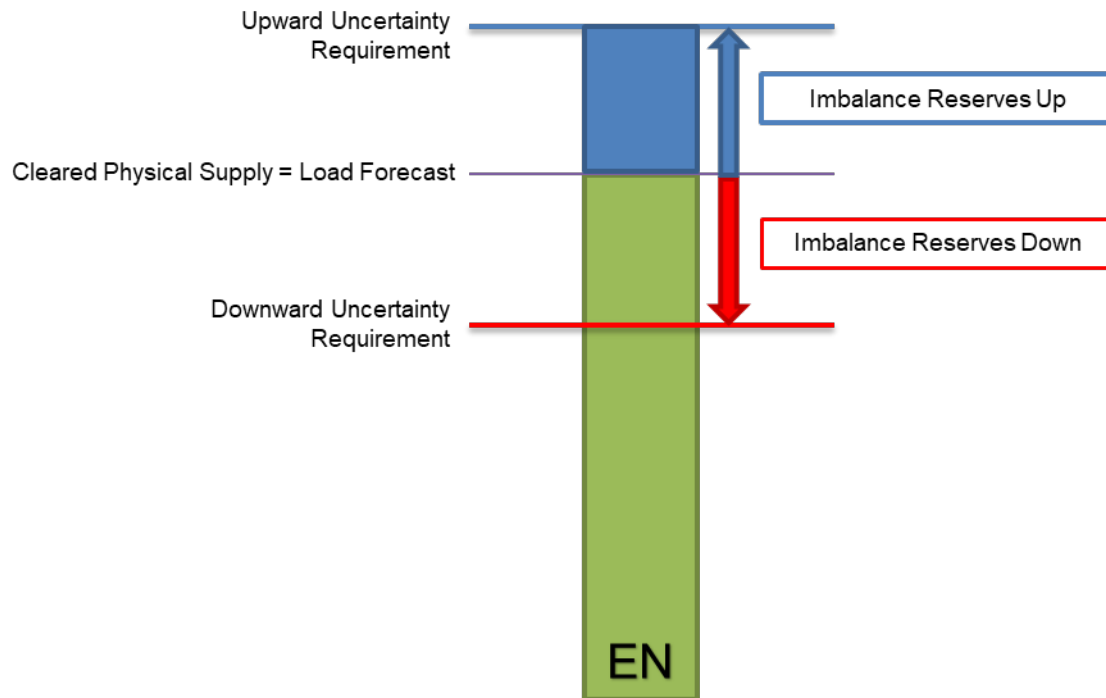 Upward Uncertainty
Requirement
Imbalance Reserves Up
Cleared Physical Supply = Load Forecast
Imbalance Reserves Down
Downward Uncertainty
Requirement
EN